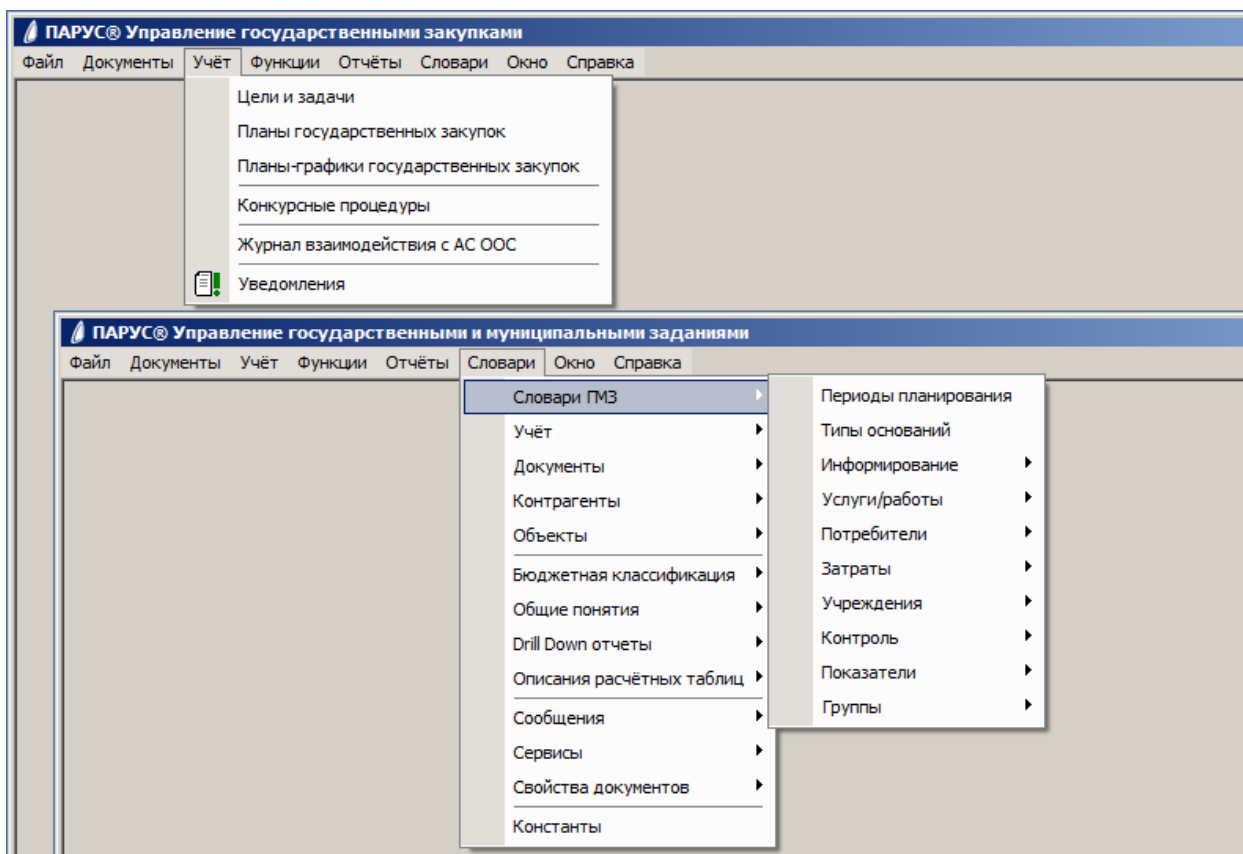 ПАРУС® Управление государственными закупками
Файл Документы Учёт Функции Отчёты Словари Окно Справка
Цели и задачи
Планы государственных закупок
Планы-графики государственных закупок
Конкурсные процедуры
Журнал взаимодействия с АС ООС
Уведомления
ПАРУС® Управление государственными и муниципальными заданиями
Файл Документы Учёт Функции Отчёты Словари Окно Справка
Словари ГМЗ
Учёт
Документы
Контрагенты
Объекты
Бюджетная классификация
Общие понятия
Drill Down отчеты
Описания расчётных таблиц
Сообщения
Сервисы
Свойства документов
Константы
Периоды планирования
Типы оснований
Информирование
Услуги/работы
Потребители
Затраты
Учреждения
Контроль
Показатели
Группы